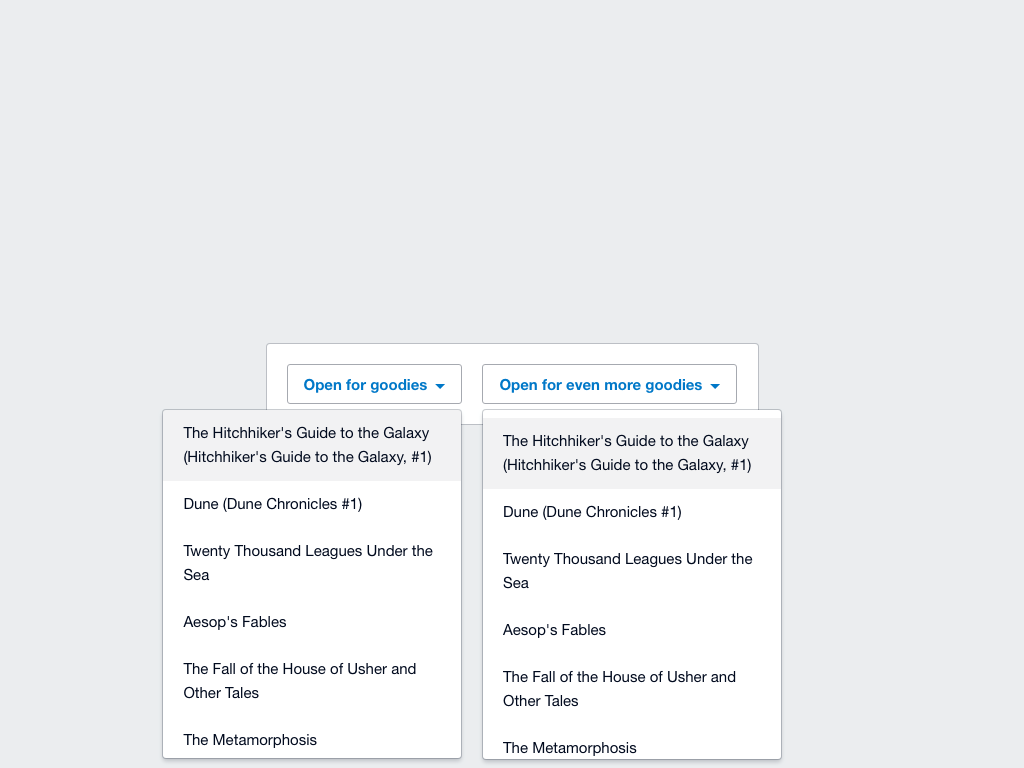 Open for goodies
Open for even more goodies
The Hitchhiker's Guide to the Galaxy
(Hitchhiker's Guide to the Galaxy, #1)
Dune (Dune Chronicles #1)
Twenty Thousand Leagues Under the
Sea
Aesop's Fables
The Fall of the House of Usher and
Other Tales
The Metamorphosis
The Hitchhiker's Guide to the Galaxy
(Hitchhiker's Guide to the Galaxy, #1)
Dune (Dune Chronicles #1)
Twenty Thousand Leagues Under the
Sea
Aesop's Fables
The Fall of the House of Usher and
Other Tales
The Metamorphosis